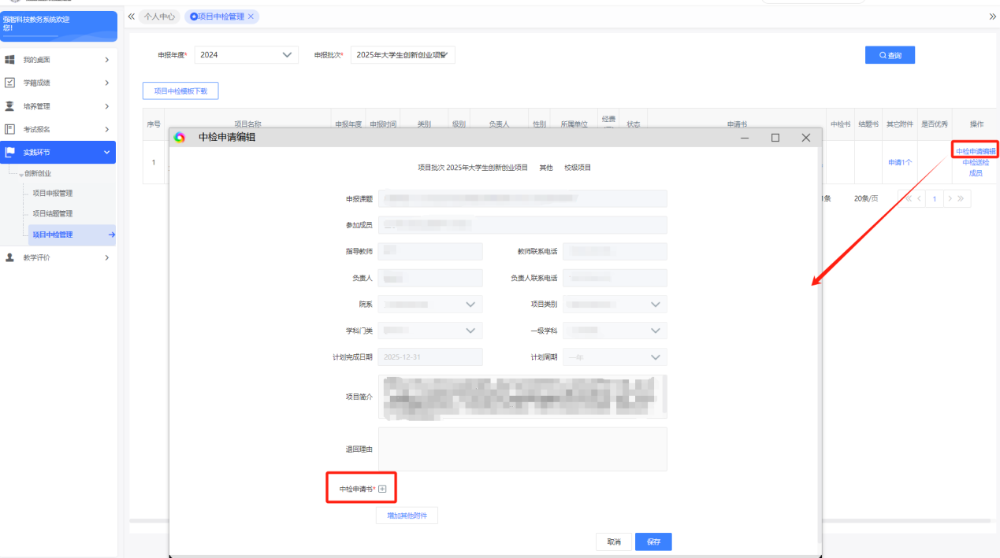 强智科技教务系统欢迎
您!
个人中心 项目中检管理
我的桌面
学籍成绩
培养管理
考试报名
实践环节
创新创业
项目申报管理
项目结题管理
项目中检管理
教学评价
申报年度* 2024 申报批次* 2025年大学生创新创业项 查询
项目中检模板下载
序号 项目名称 申报年度 申报时间 类别 级别 负责人 性别 所属单位 经费 状态 申请书 中检书 结题书 其它附件 是否优秀 操作
1 申请1个 中检申请编辑
中检送检
成员
条 20条/页 1
中检申请编辑
项目批次 2025年大学生创新创业项目 其他 校级项目
申报课题
参加成员
指导教师 教师联系电话
负责人 负责人联系电话
院系 项目类别
学科门类 一级学科
计划完成日期 2025-12-31 计划周期 一年
项目简介
退回理由
中检申请书*
增加其他附件
取消 保存